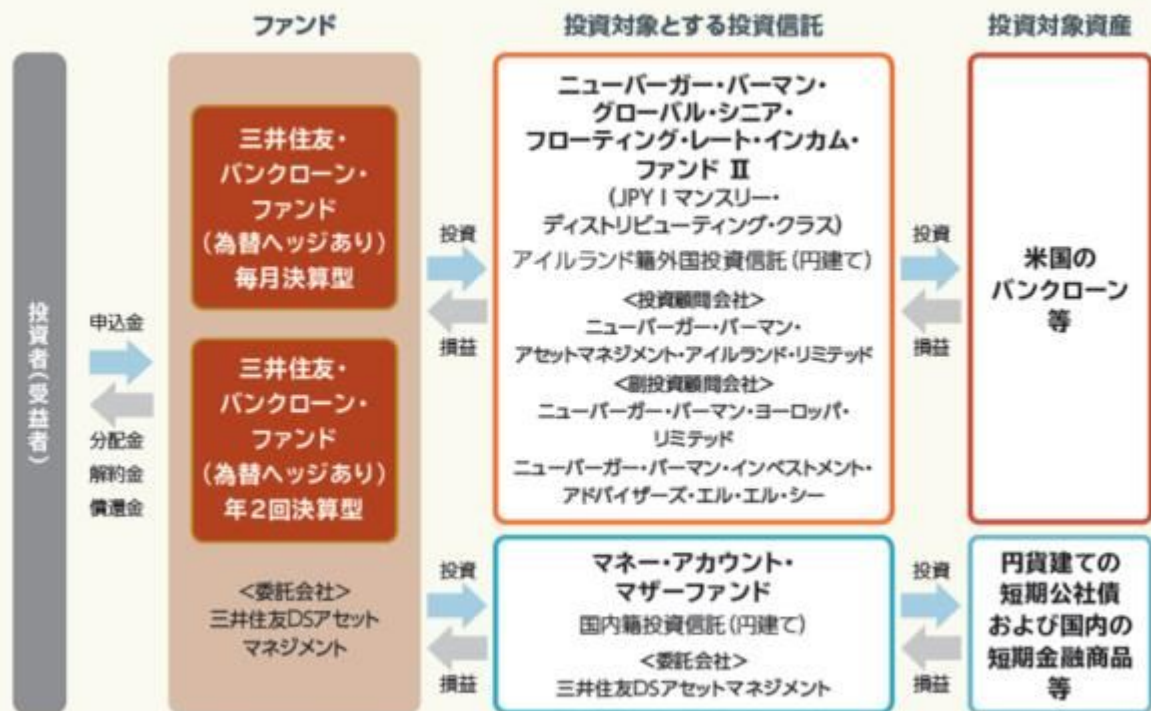 ファンド
投資対象とする投資信託
投資対象資産
投資者(受益者)
申込金
分配金
解約金
償還金
三井住友・
バンクローン・
ファンド
(為替ヘッジあり)
毎月決算型
三井住友・
バンクローン・
ファンド
(為替ヘッジあり)
年2回決算型
<委託会社>
三井住友DSアセット
マネジメント
投資
損益
ニューバーガー・バーマン・
グローバル・シニア・
フローティング・レート・インカム・
ファンド Ⅱ
(JPY I マンスリー・
ディストリビューティング・クラス)
アイルランド籍外国投資信託(円建て)
<投資顧問会社>
ニューバーガー・バーマン・
アセットマネジメント・アイルランド・リミテッド
<副投資顧問会社>
ニューバーガー・バーマン・ヨーロッパ・
リミテッド
ニューバーガー・バーマン・インベストメント・
アドバイザーズ・エル・エル・シー
投資
損益
米国の
バンクローン
等
投資
損益
マネー・アカウント・
マザーファンド
国内籍投資信託(円建て)
<委託会社>
三井住友DSアセットマネジメント
投資
損益
円貨建ての
短期公社債
および国内の
短期金融商品
等